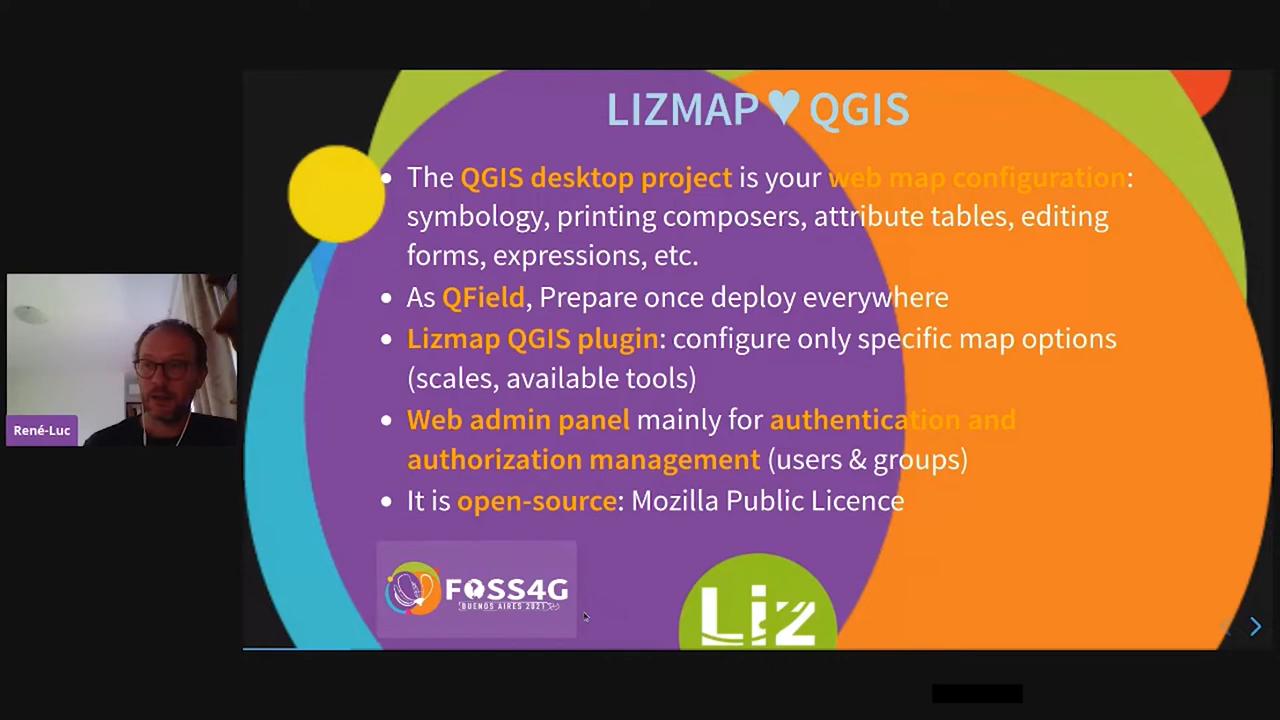 LIZMAP ♥ QGIS
The QGIS desktop project is your web map configuration:
symbology, printing composers, attribute tables, editing
forms, expressions, etc.
As QField, Prepare once deploy everywhere
Lizmap QGIS plugin: configure only specific map options
(scales, available tools)
Web admin panel mainly for authentication and
authorization management (users & groups)
It is open-source: Mozilla Public Licence
René-Luc
FOSS4G
BUENOS AIRES 2021
Liz